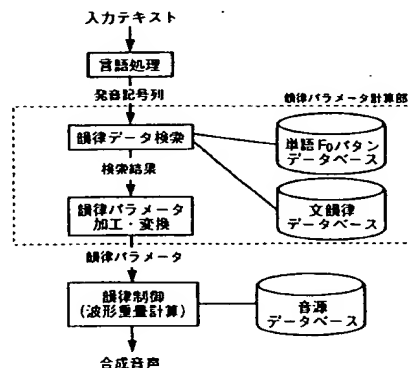 入力テキスト
言語処理
発音記号列
韻律パラメータ計算部
韻律データ検索
単語F0パタン
データベース
検索結果
文韻律
データベース
韻律パラメータ
加工・変換
韻律パラメータ
韻律制御
(波形重畳計算)
音源
データベース
合成音声